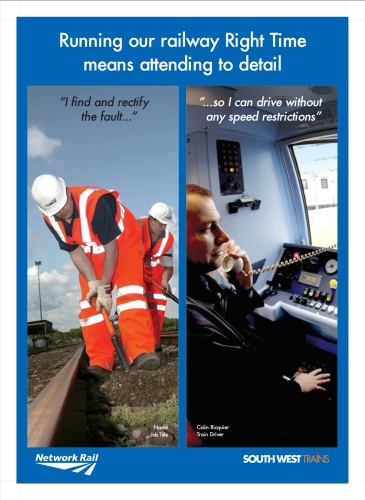 Running our railway Right Time
means attending to detail
“I find and rectify
the fault...”
“...so I can drive without
any speed restrictions”
Name
Job Title
Colin Risquier
Train Driver
Network Rail
SOUTH WEST TRAINS